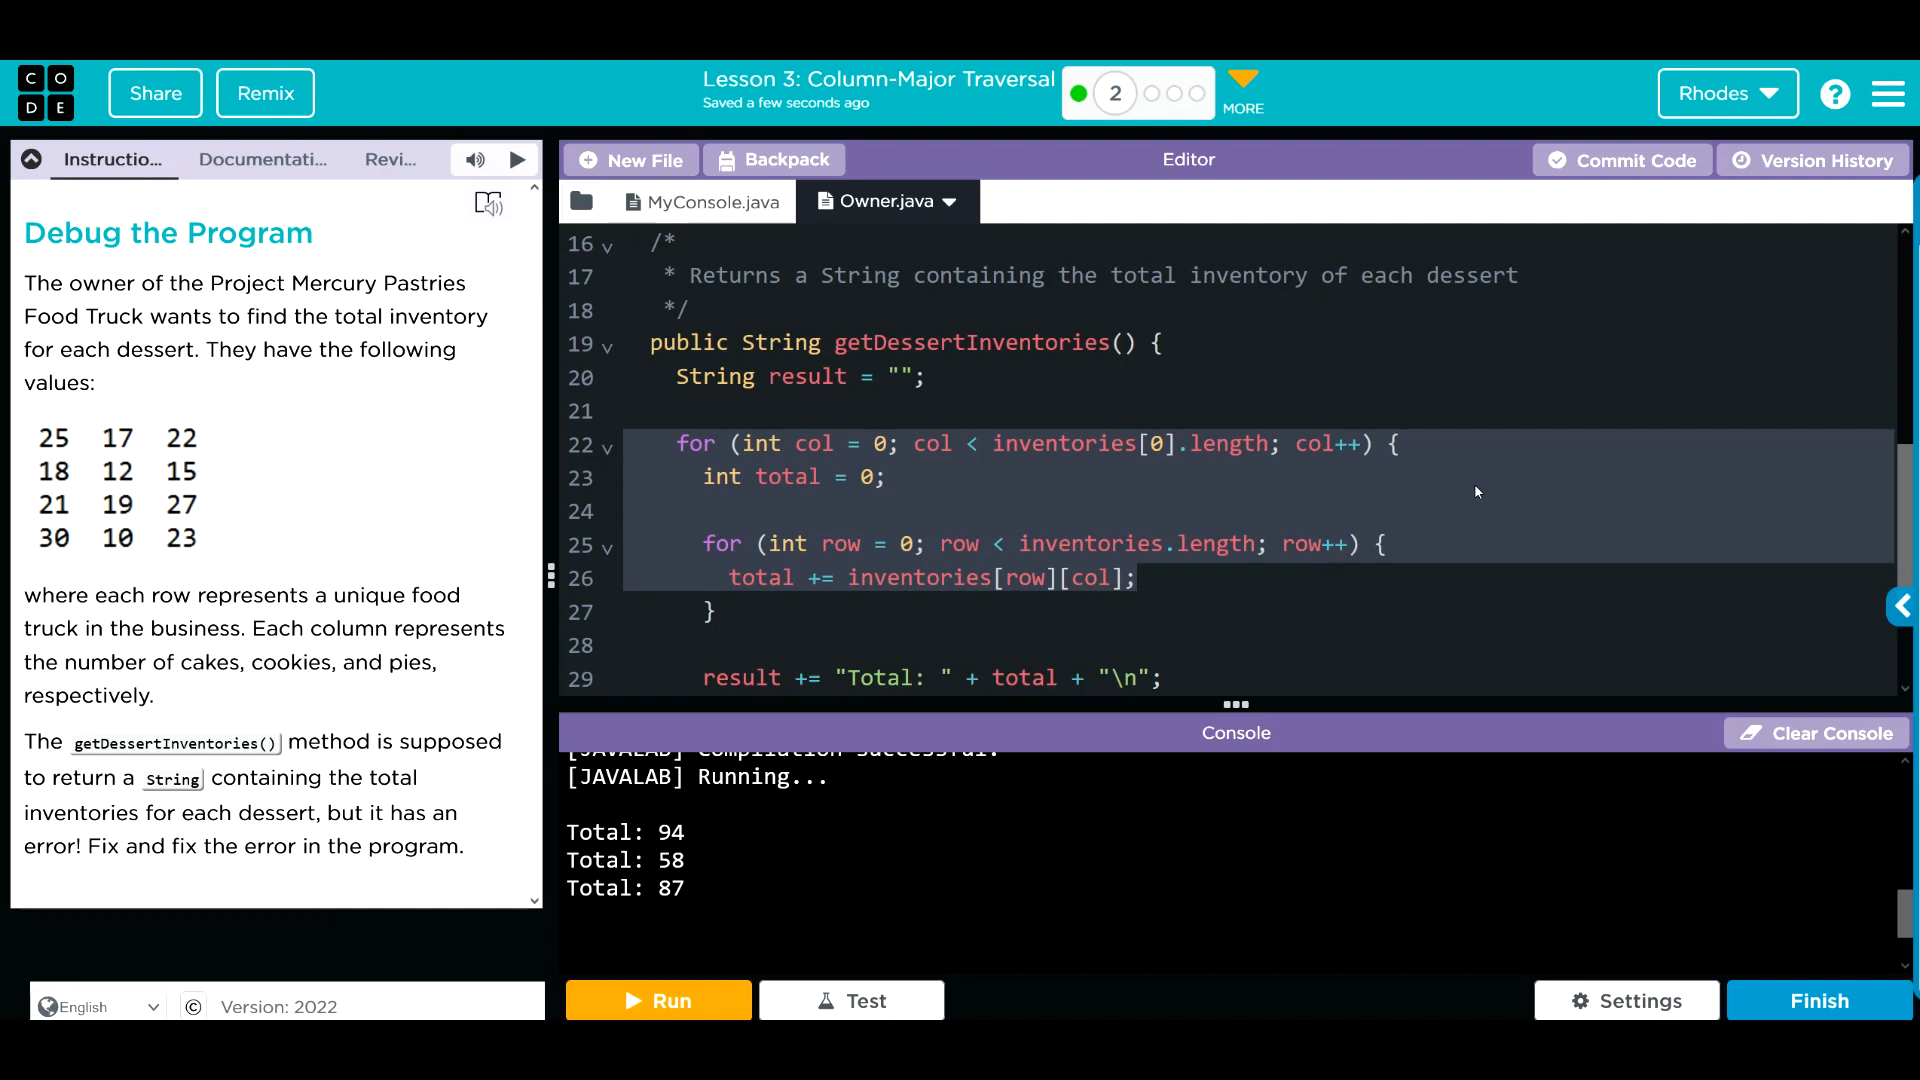 C O
D E
Share
Remix
Lesson 3: Column-Major Traversal
Saved a few seconds ago
2
MORE
Rhodes
?
Instructio...
Documentati...
Revi...
Debug the Program
The owner of the Project Mercury Pastries
Food Truck wants to find the total inventory
for each dessert. They have the following
values:
25 17 22
18 12 15
21 19 27
30 10 23
where each row represents a unique food
truck in the business. Each column represents
the number of cakes, cookies, and pies,
respectively.
The getDessertInventories() method is supposed
to return a String containing the total
inventories for each dessert, but it has an
error! Fix and fix the error in the program.
English
©
Version: 2022
New File
Backpack
Editor
Commit Code
Version History
MyConsole.java
Owner.java
16 /*
17 * Returns a String containing the total inventory of each dessert
18 */
19 public String getDessertInventories() {
20 String result = "";
21
22 for (int col = 0; col < inventories[0].length; col++) {
23 int total = 0;
24
25 for (int row = 0; row < inventories.length; row++) {
26 total += inventories[row][col];
27 }
28
29 result += "Total: " + total + "\n";
Console
Clear Console
[JAVALAB] Compilation successful.
[JAVALAB] Running...
Total: 94
Total: 58
Total: 87
Run
Test
Settings
Finish